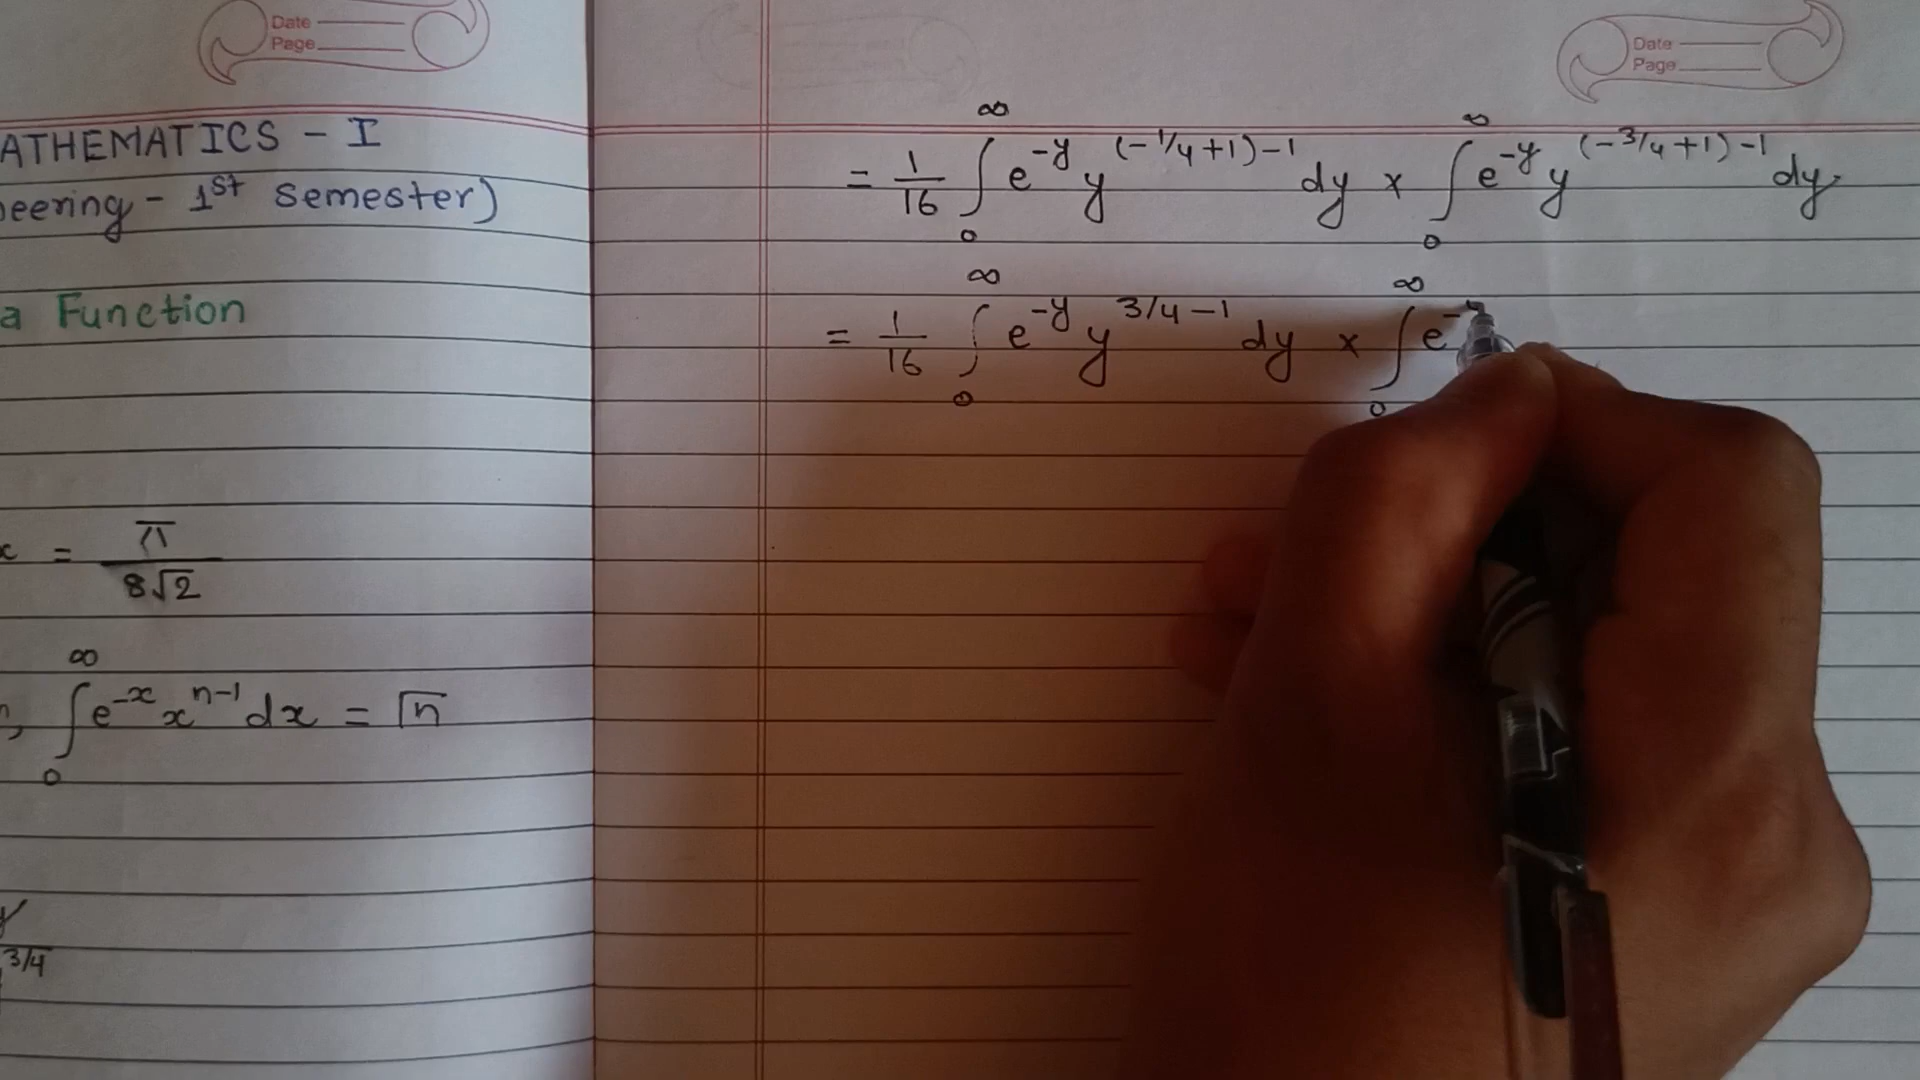 Date
Page
ATHEMATICS - I
eering - 1st semester)
a Function
x = π / 8√2
∫₀^∞ e^-x x^n-1 dx = Γn
3/4
Date
Page
= 1/16 ∫₀^∞ e^-y y^(-1/4+1)-1 dy × ∫₀^∞ e^-y y^(-3/4+1)-1 dy
= 1/16 ∫₀^∞ e^-y y^3/4-1 dy × ∫₀^∞ e^-